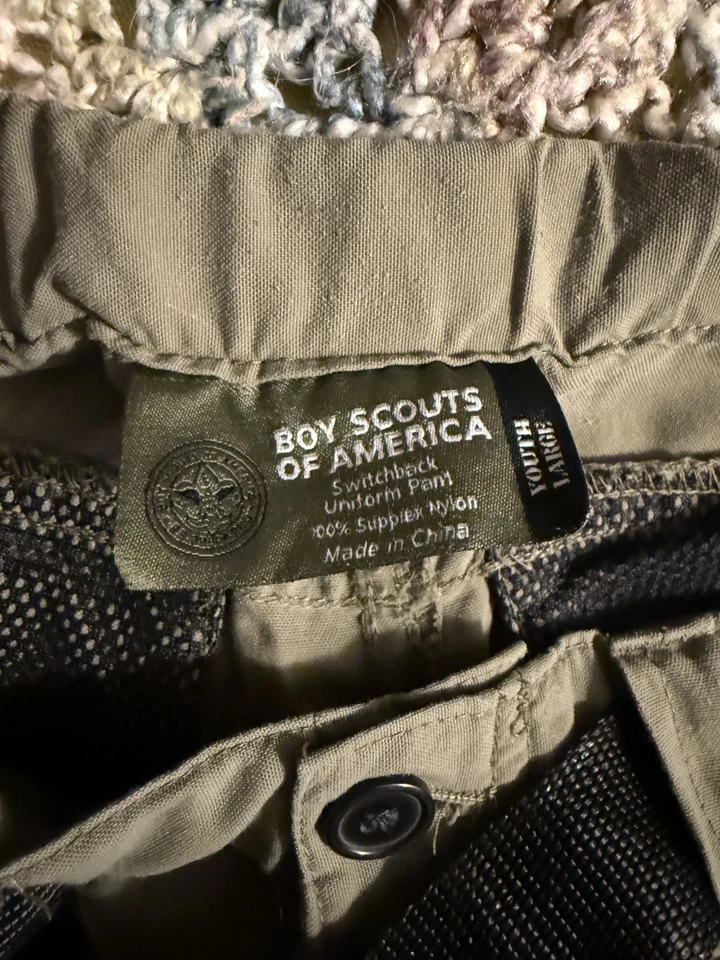 BOY SCOUTS
OF AMERICA
Switchback
Uniform Pant
100% Supplex Nylon
Made in China
YOUTH
LARGE